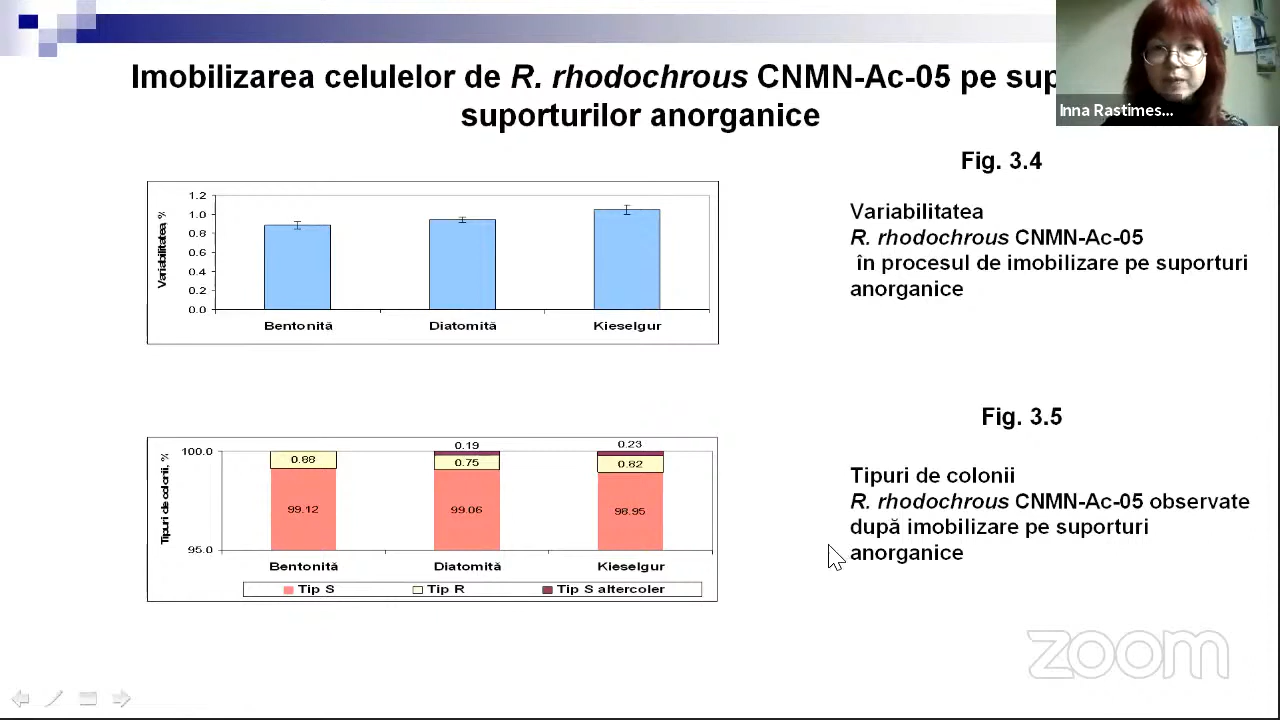 Imobilizarea celulelor de R. rhodochrous CNMN-Ac-05 pe
suporturilor anorganice
Inna Rastimes...
Fig. 3.4
Variabilitatea
R. rhodochrous CNMN-Ac-05
în procesul de imobilizare pe suporturi
anorganice
Variabilitatea, %
1.2
1.0
0.8
0.6
0.4
0.2
0.0
Bentonită Diatomită Kieselgur
Fig. 3.5
Tipuri de colonii
R. rhodochrous CNMN-Ac-05 observate
după imobilizare pe suporturi
anorganice
Tipuri de colonii, %
100.0
95.0
0.19 0.23
0.88 0.75 0.82
99.12 99.06 98.95
Bentonită Diatomită Kieselgur
Tip S Tip R Tip S altercoler
zoom